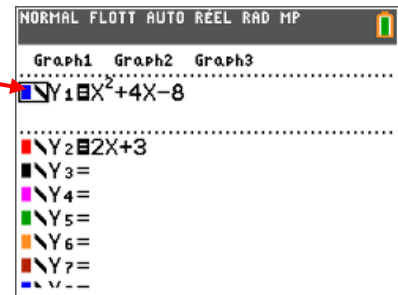 NORMAL FLOTT AUTO RÉEL RAD MP
Graph1 Graph2 Graph3
Y1=X²+4X-8
Y2=2X+3
Y3=
Y4=
Y5=
Y6=
Y7=